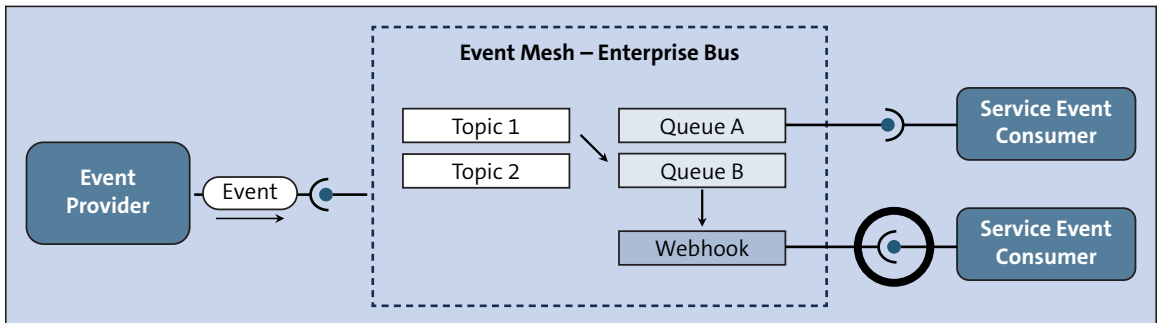 Event Mesh – Enterprise Bus
Event
Provider
Event
Topic 1
Topic 2
Queue A
Queue B
Webhook
Service Event
Consumer
Service Event
Consumer